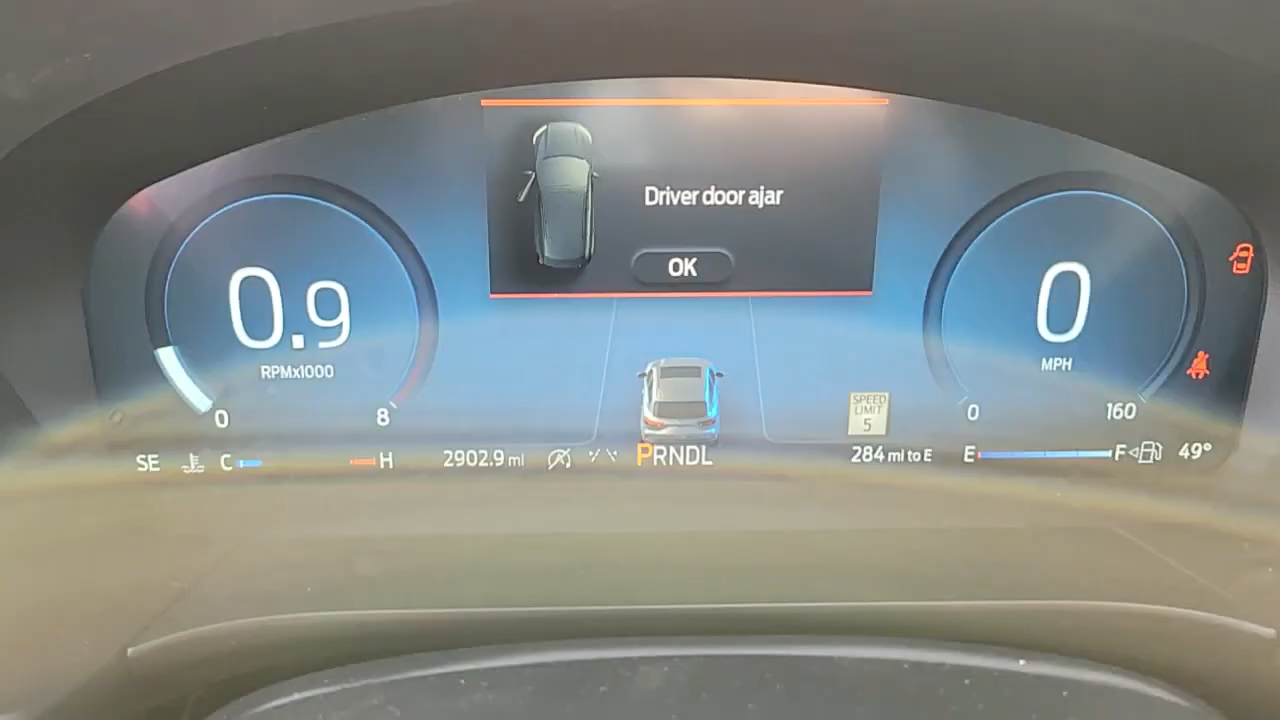 Driver door ajar
OK
0.9
RPMx1000
0
8
0
MPH
0
160
SPEED
LIMIT
5
SE
C
H
2902.9 mi
PRNDL
284 mi to E
E
F
49°